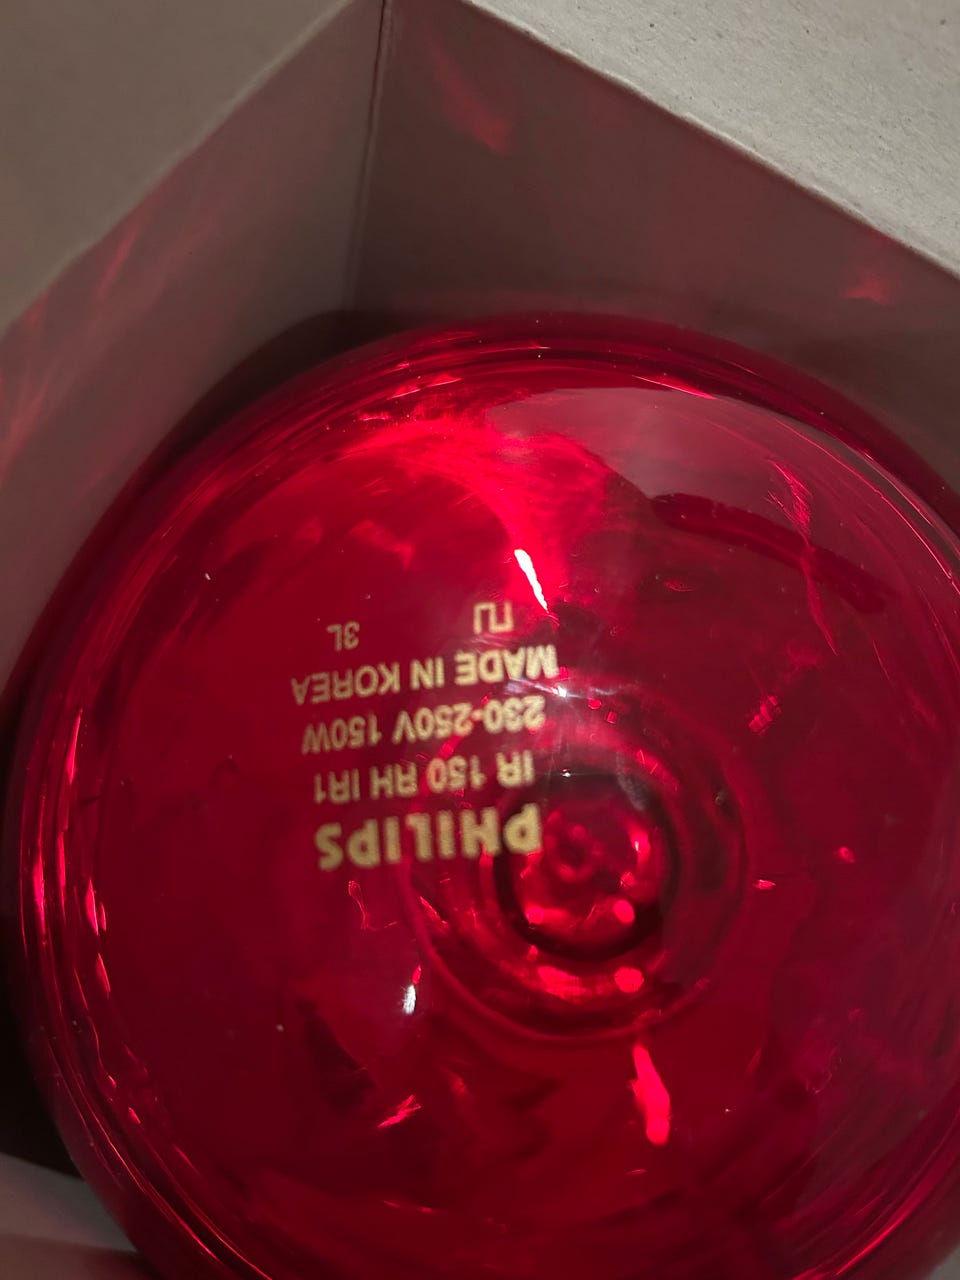 PHILIPS
IR 150 RH IR1
230-250V 150W
MADE IN KOREA
3L